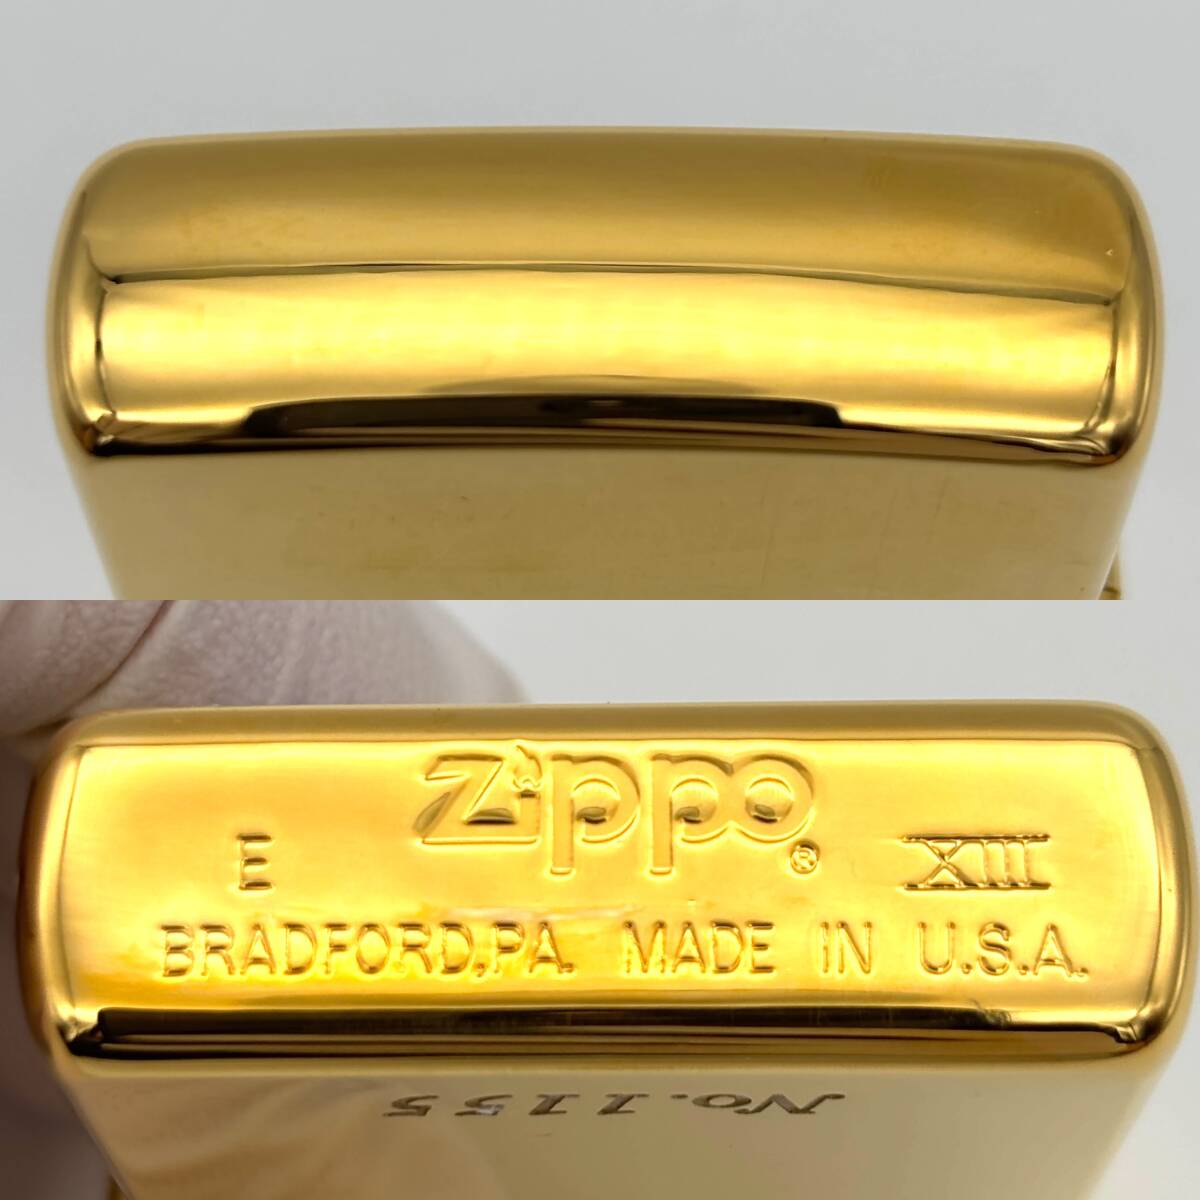 Zippo®
E XIII
BRADFORD,PA. MADE IN U.S.A.
No.1155